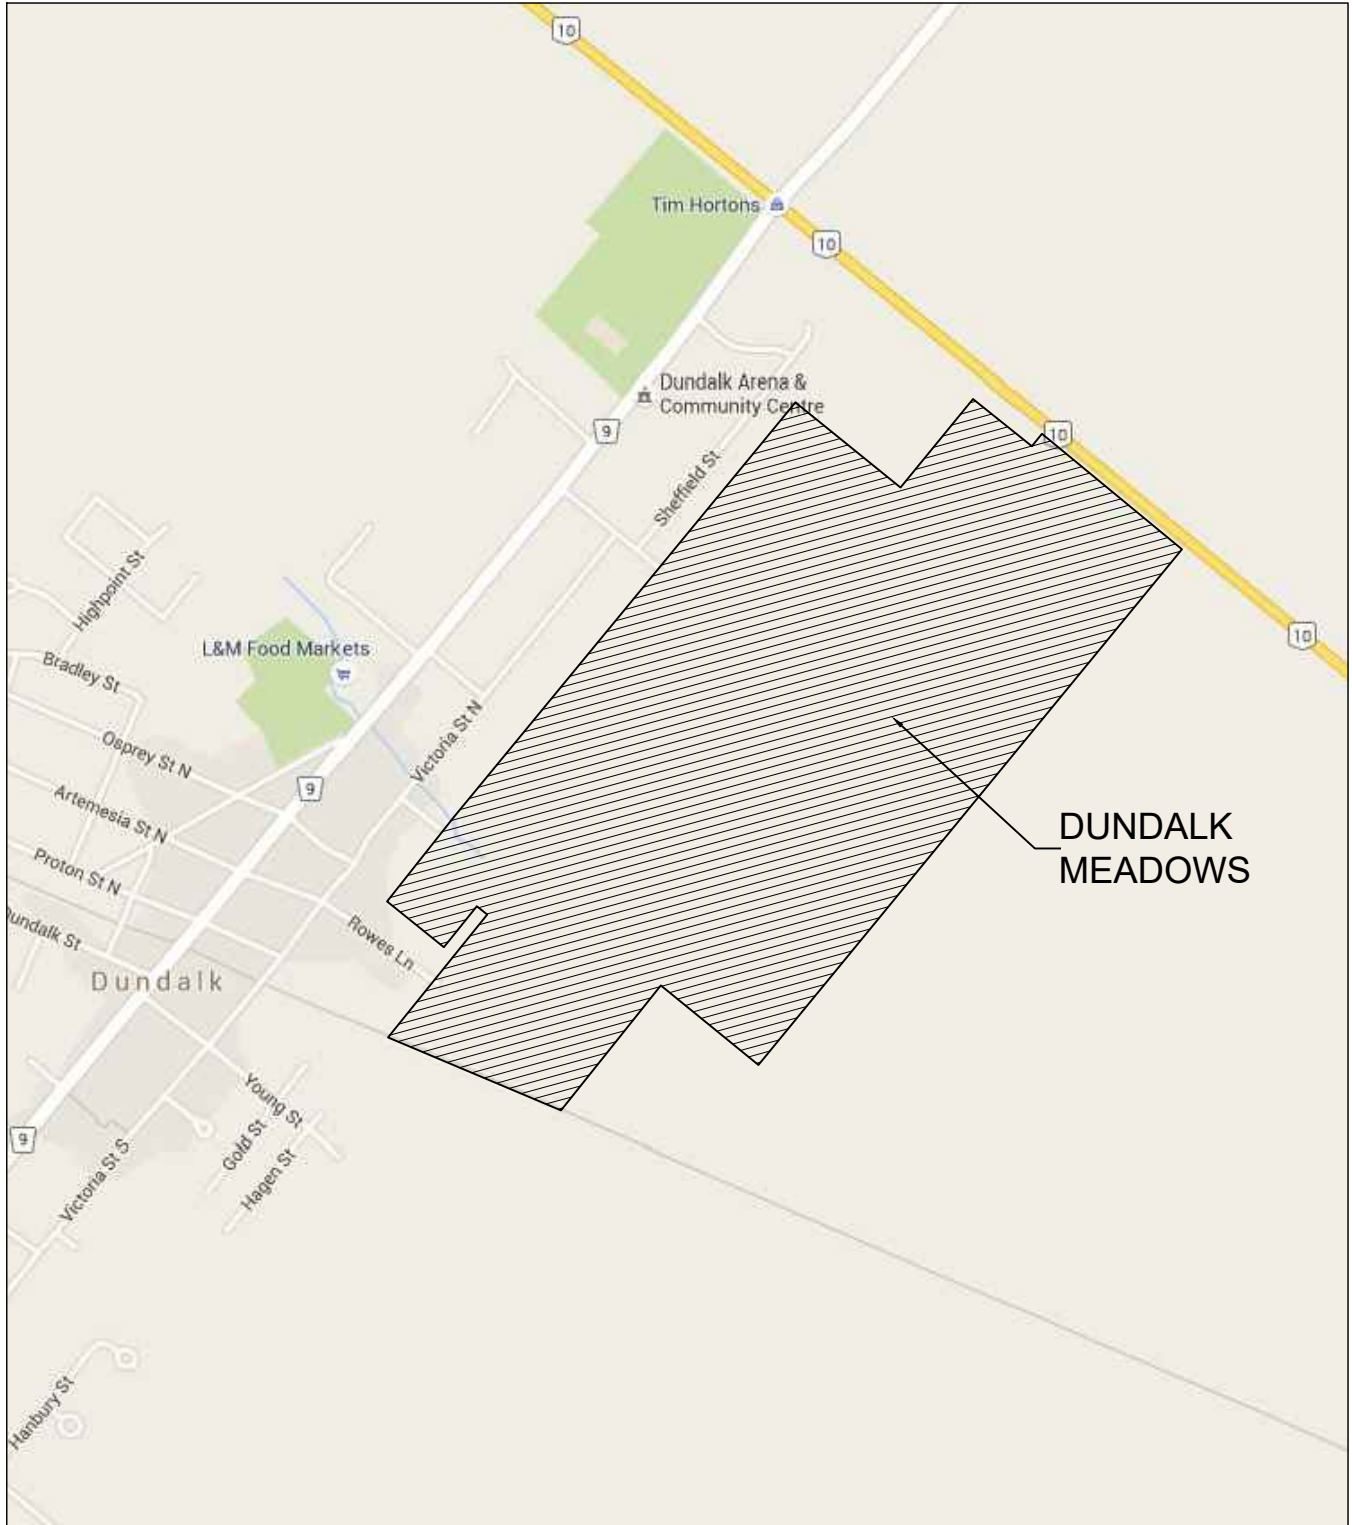 10
Tim Hortons
10
Dundalk Arena &
Community Centre
9
10
Sheffield St
Highpoint St
L&M Food Markets
10
Bradley St
Victoria St N
Osprey St N
9
Artemesia St N
DUNDALK
MEADOWS
Proton St N
Dundalk St
Rowes Ln
Dundalk
Young St
Gold St
9
Hagen St
Victoria St S
Hanbury St